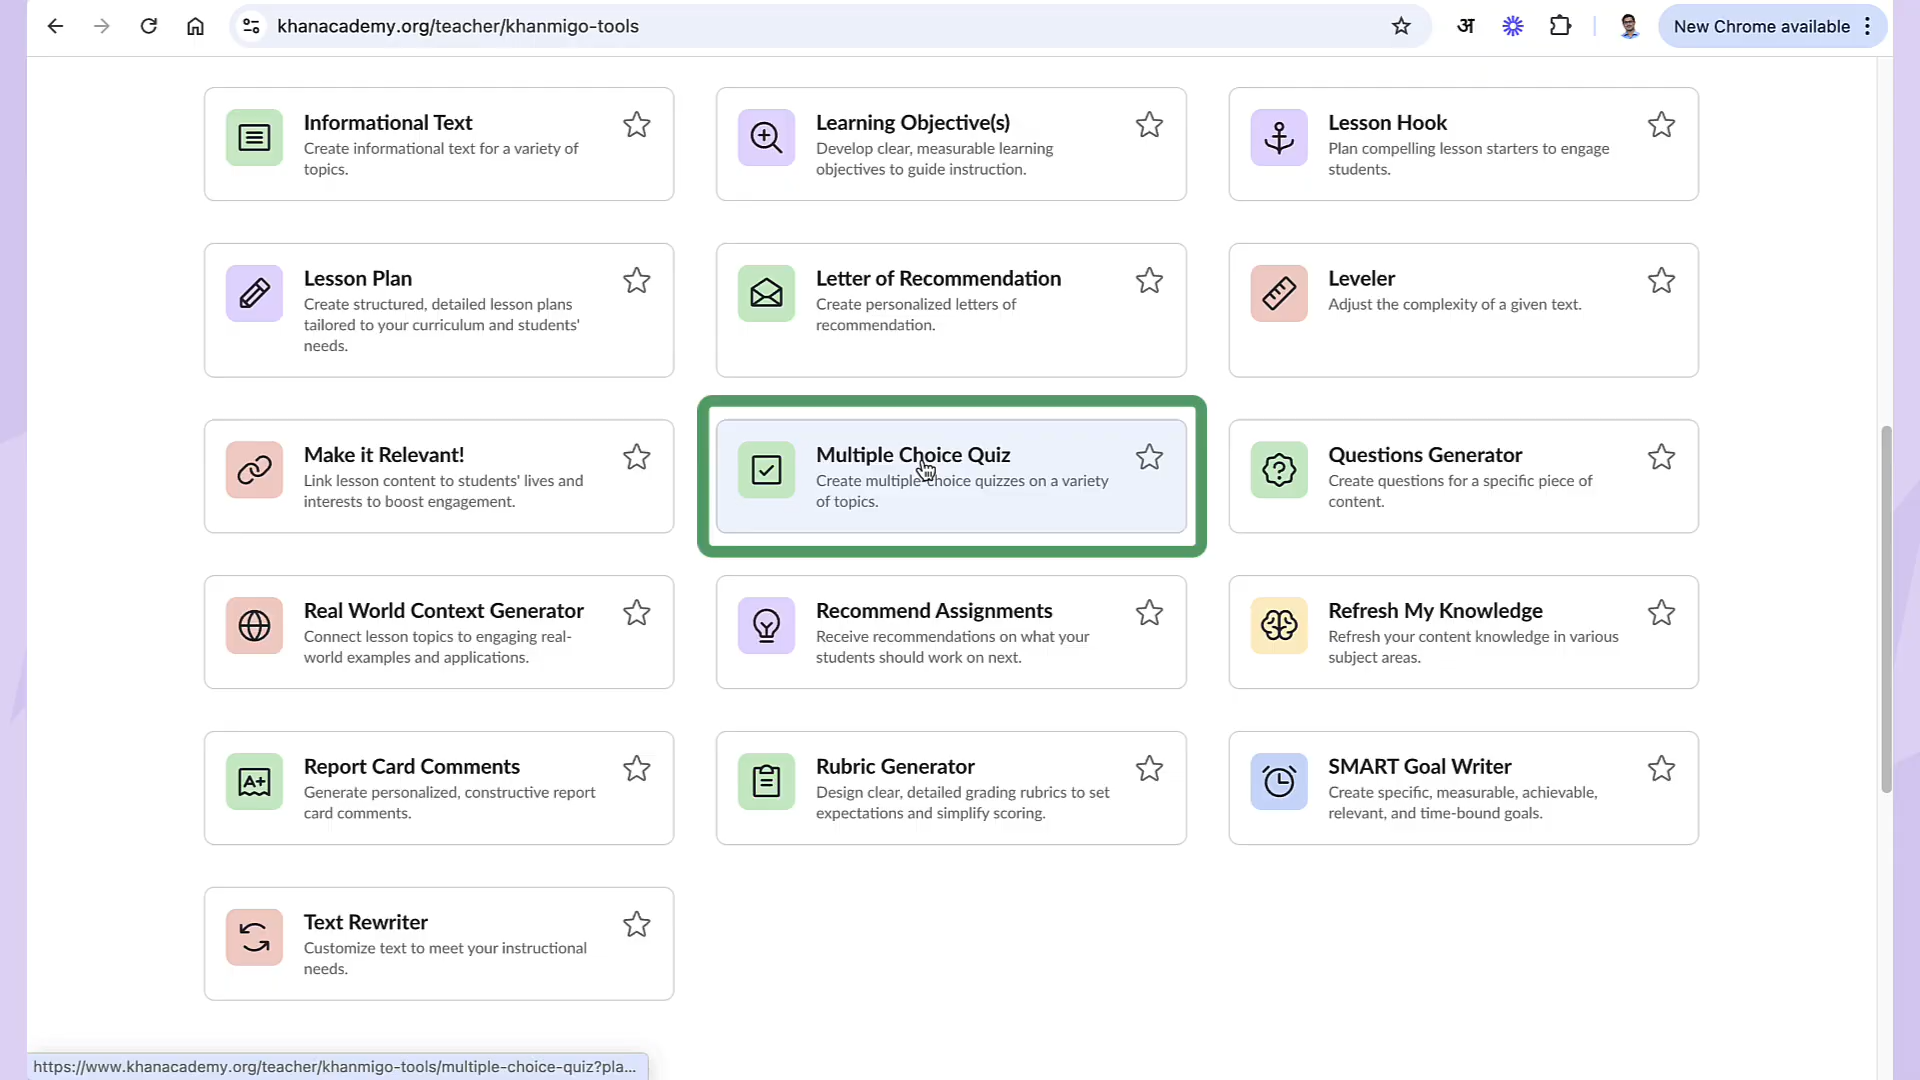 khanacademy.org/teacher/khanmigo-tools
अ
New Chrome available
Informational Text
Create informational text for a variety of
topics.
Learning Objective(s)
Develop clear, measurable learning
objectives to guide instruction.
Lesson Hook
Plan compelling lesson starters to engage
students.
Lesson Plan
Create structured, detailed lesson plans
tailored to your curriculum and students'
needs.
Letter of Recommendation
Create personalized letters of
recommendation.
Leveler
Adjust the complexity of a given text.
Make it Relevant!
Link lesson content to students' lives and
interests to boost engagement.
Multiple Choice Quiz
Create multiple-choice quizzes on a variety
of topics.
Questions Generator
Create questions for a specific piece of
content.
Real World Context Generator
Connect lesson topics to engaging real-
world examples and applications.
Recommend Assignments
Receive recommendations on what your
students should work on next.
Refresh My Knowledge
Refresh your content knowledge in various
subject areas.
A+
Report Card Comments
Generate personalized, constructive report
card comments.
Rubric Generator
Design clear, detailed grading rubrics to set
expectations and simplify scoring.
SMART Goal Writer
Create specific, measurable, achievable,
relevant, and time-bound goals.
Text Rewriter
Customize text to meet your instructional
needs.
https://www.khanacademy.org/teacher/khanmigo-tools/multiple-choice-quiz?pla...